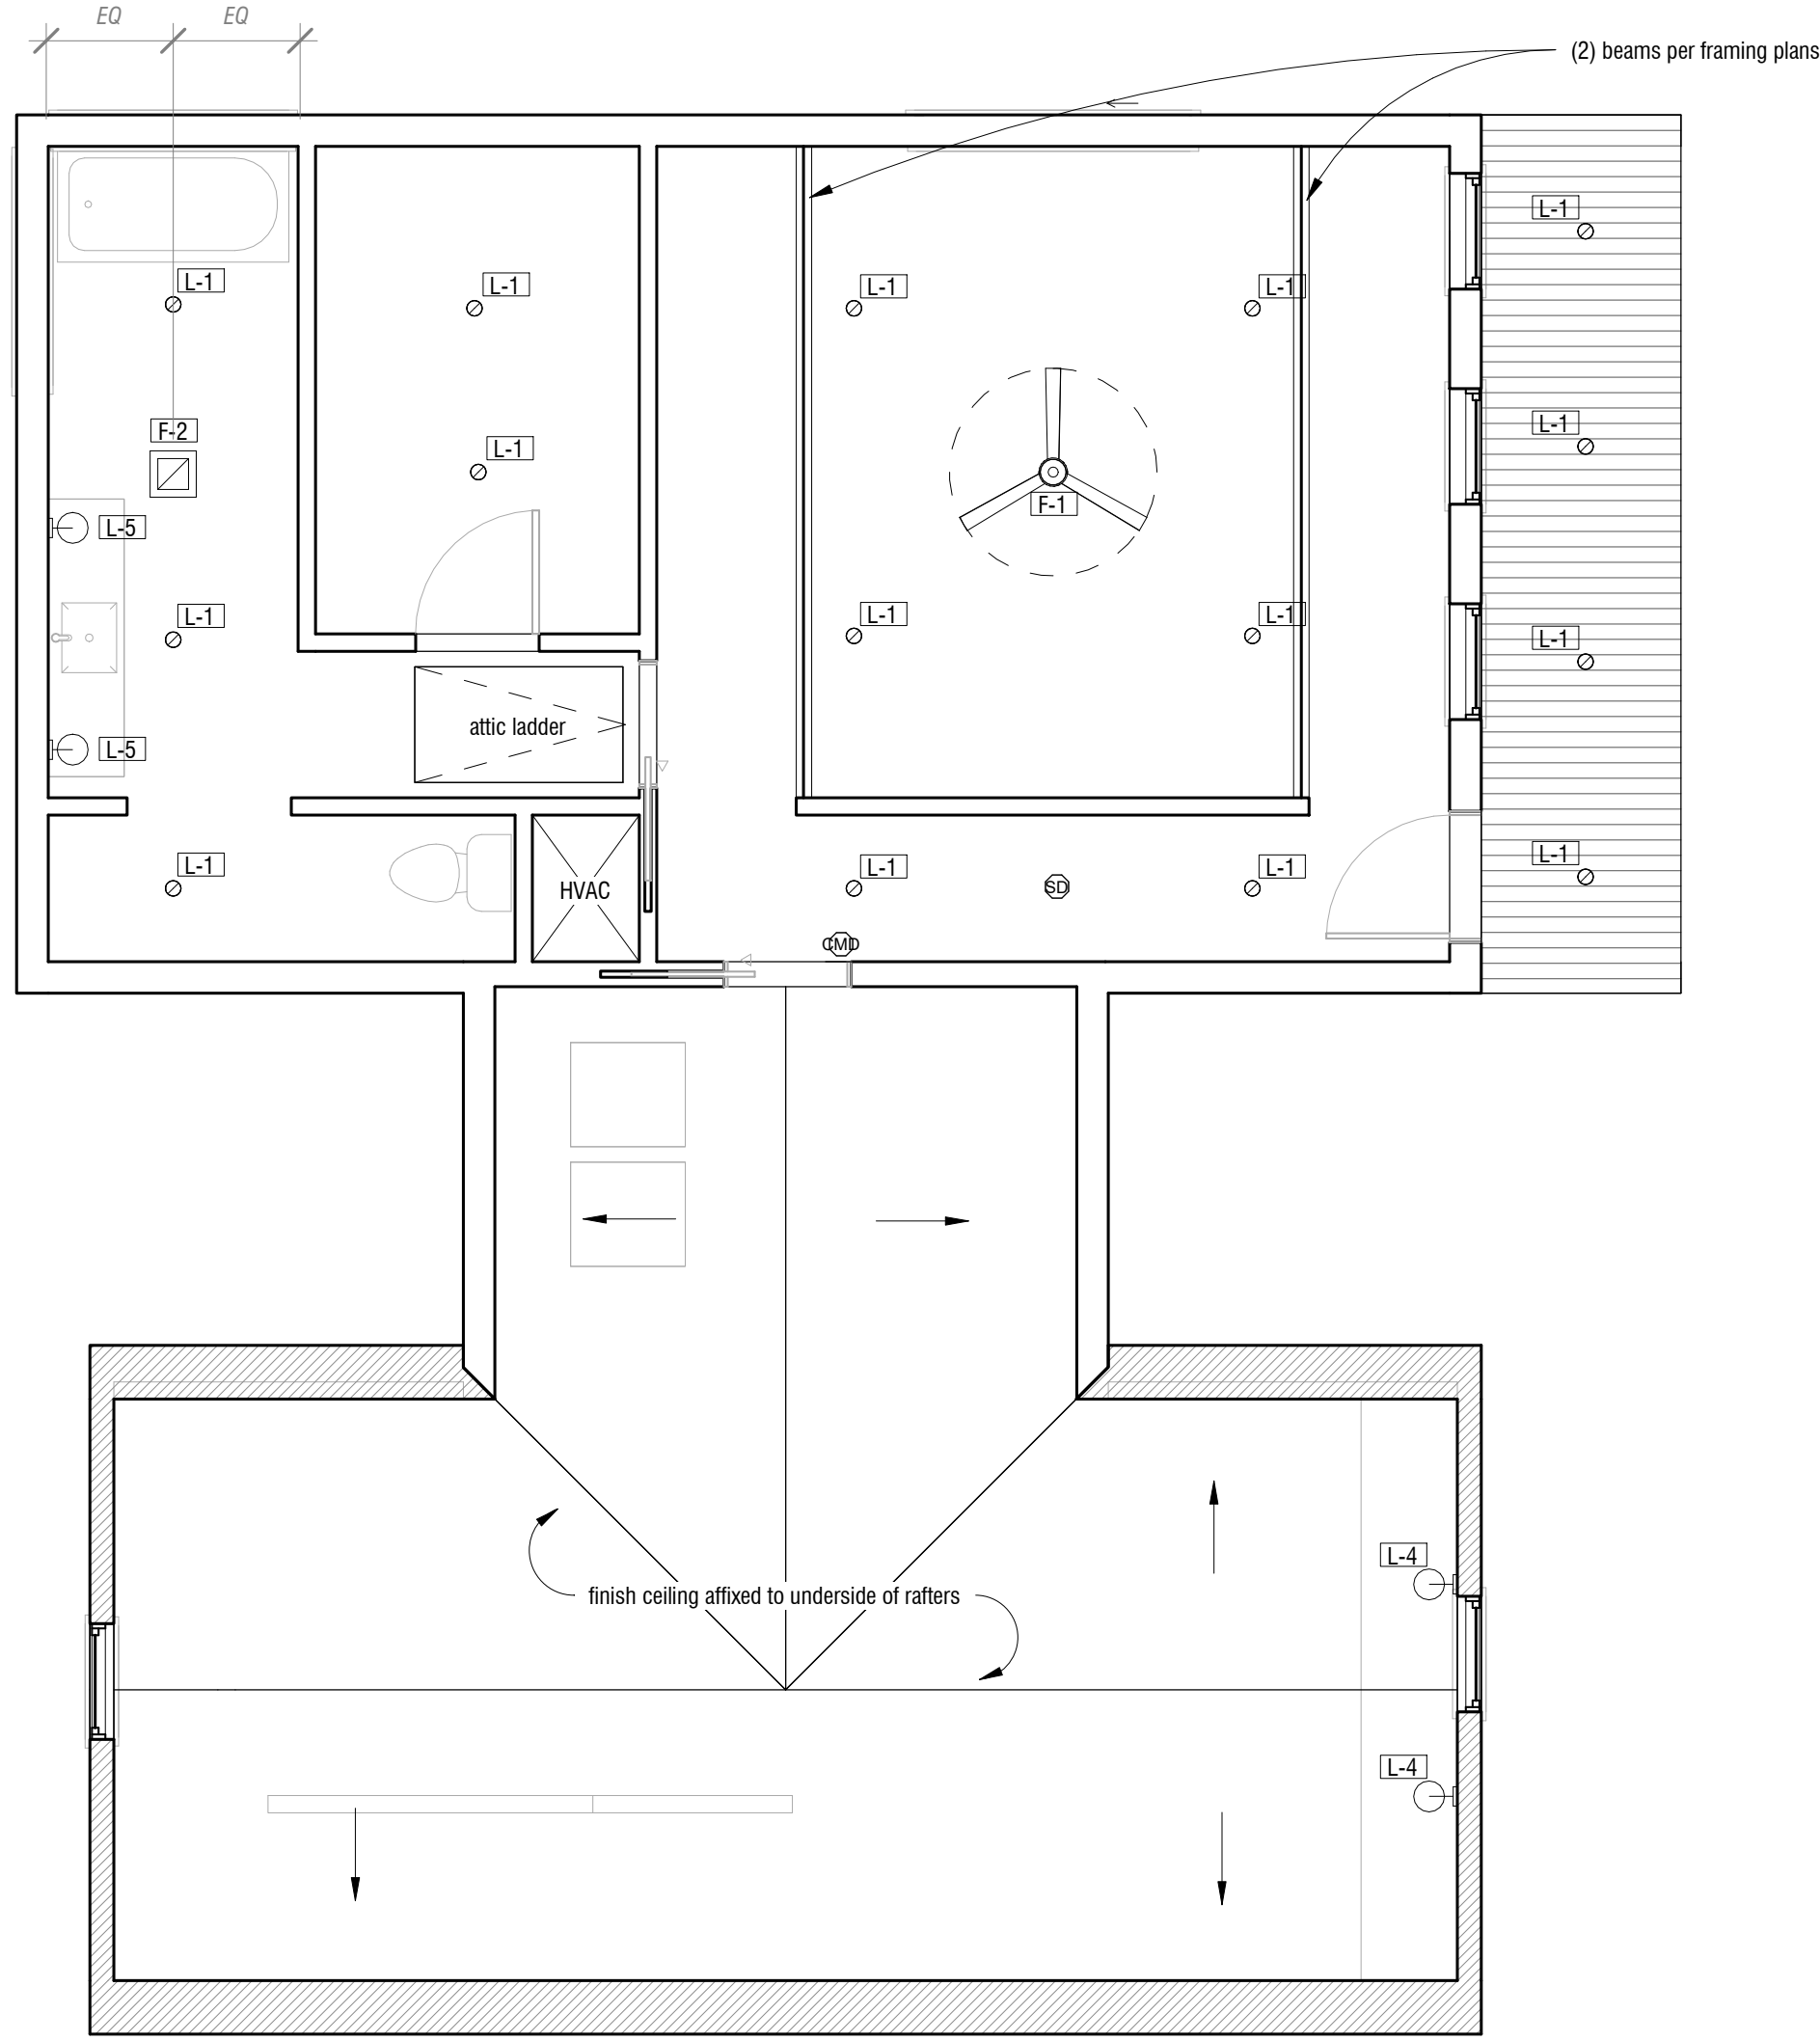 EQ EQ
(2) beams per framing plans
L-1
L-1
L-1
L-1
L-1
L-1
F-2
L-1
L-1
F-1
L-5
L-1
L-1
L-1
L-1
attic ladder
L-5
L-1
L-1
L-1
L-1
HVAC
SD
CMD
L-4
finish ceiling affixed to underside of rafters
L-4